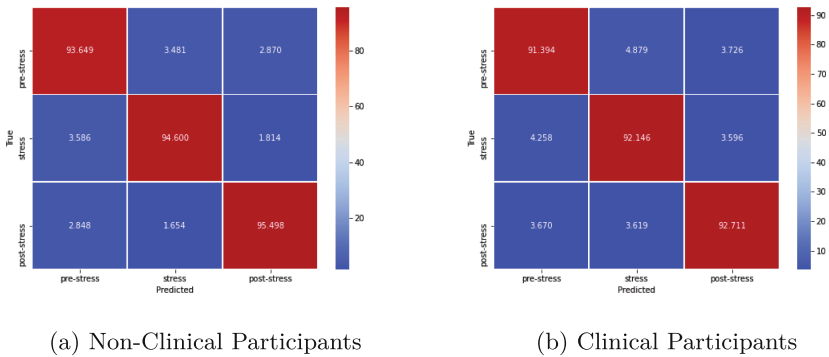 pre-stress
93.649
3.481
2.870
True
stress
3.586
94.600
1.814
post-stress
2.848
1.654
95.498
pre-stress
stress
post-stress
Predicted
80
60
40
20
(a) Non-Clinical Participants
pre-stress
91.394
4.879
3.726
True
stress
4.258
92.146
3.596
post-stress
3.670
3.619
92.711
pre-stress
stress
post-stress
Predicted
90
80
70
60
50
40
30
20
10
(b) Clinical Participants